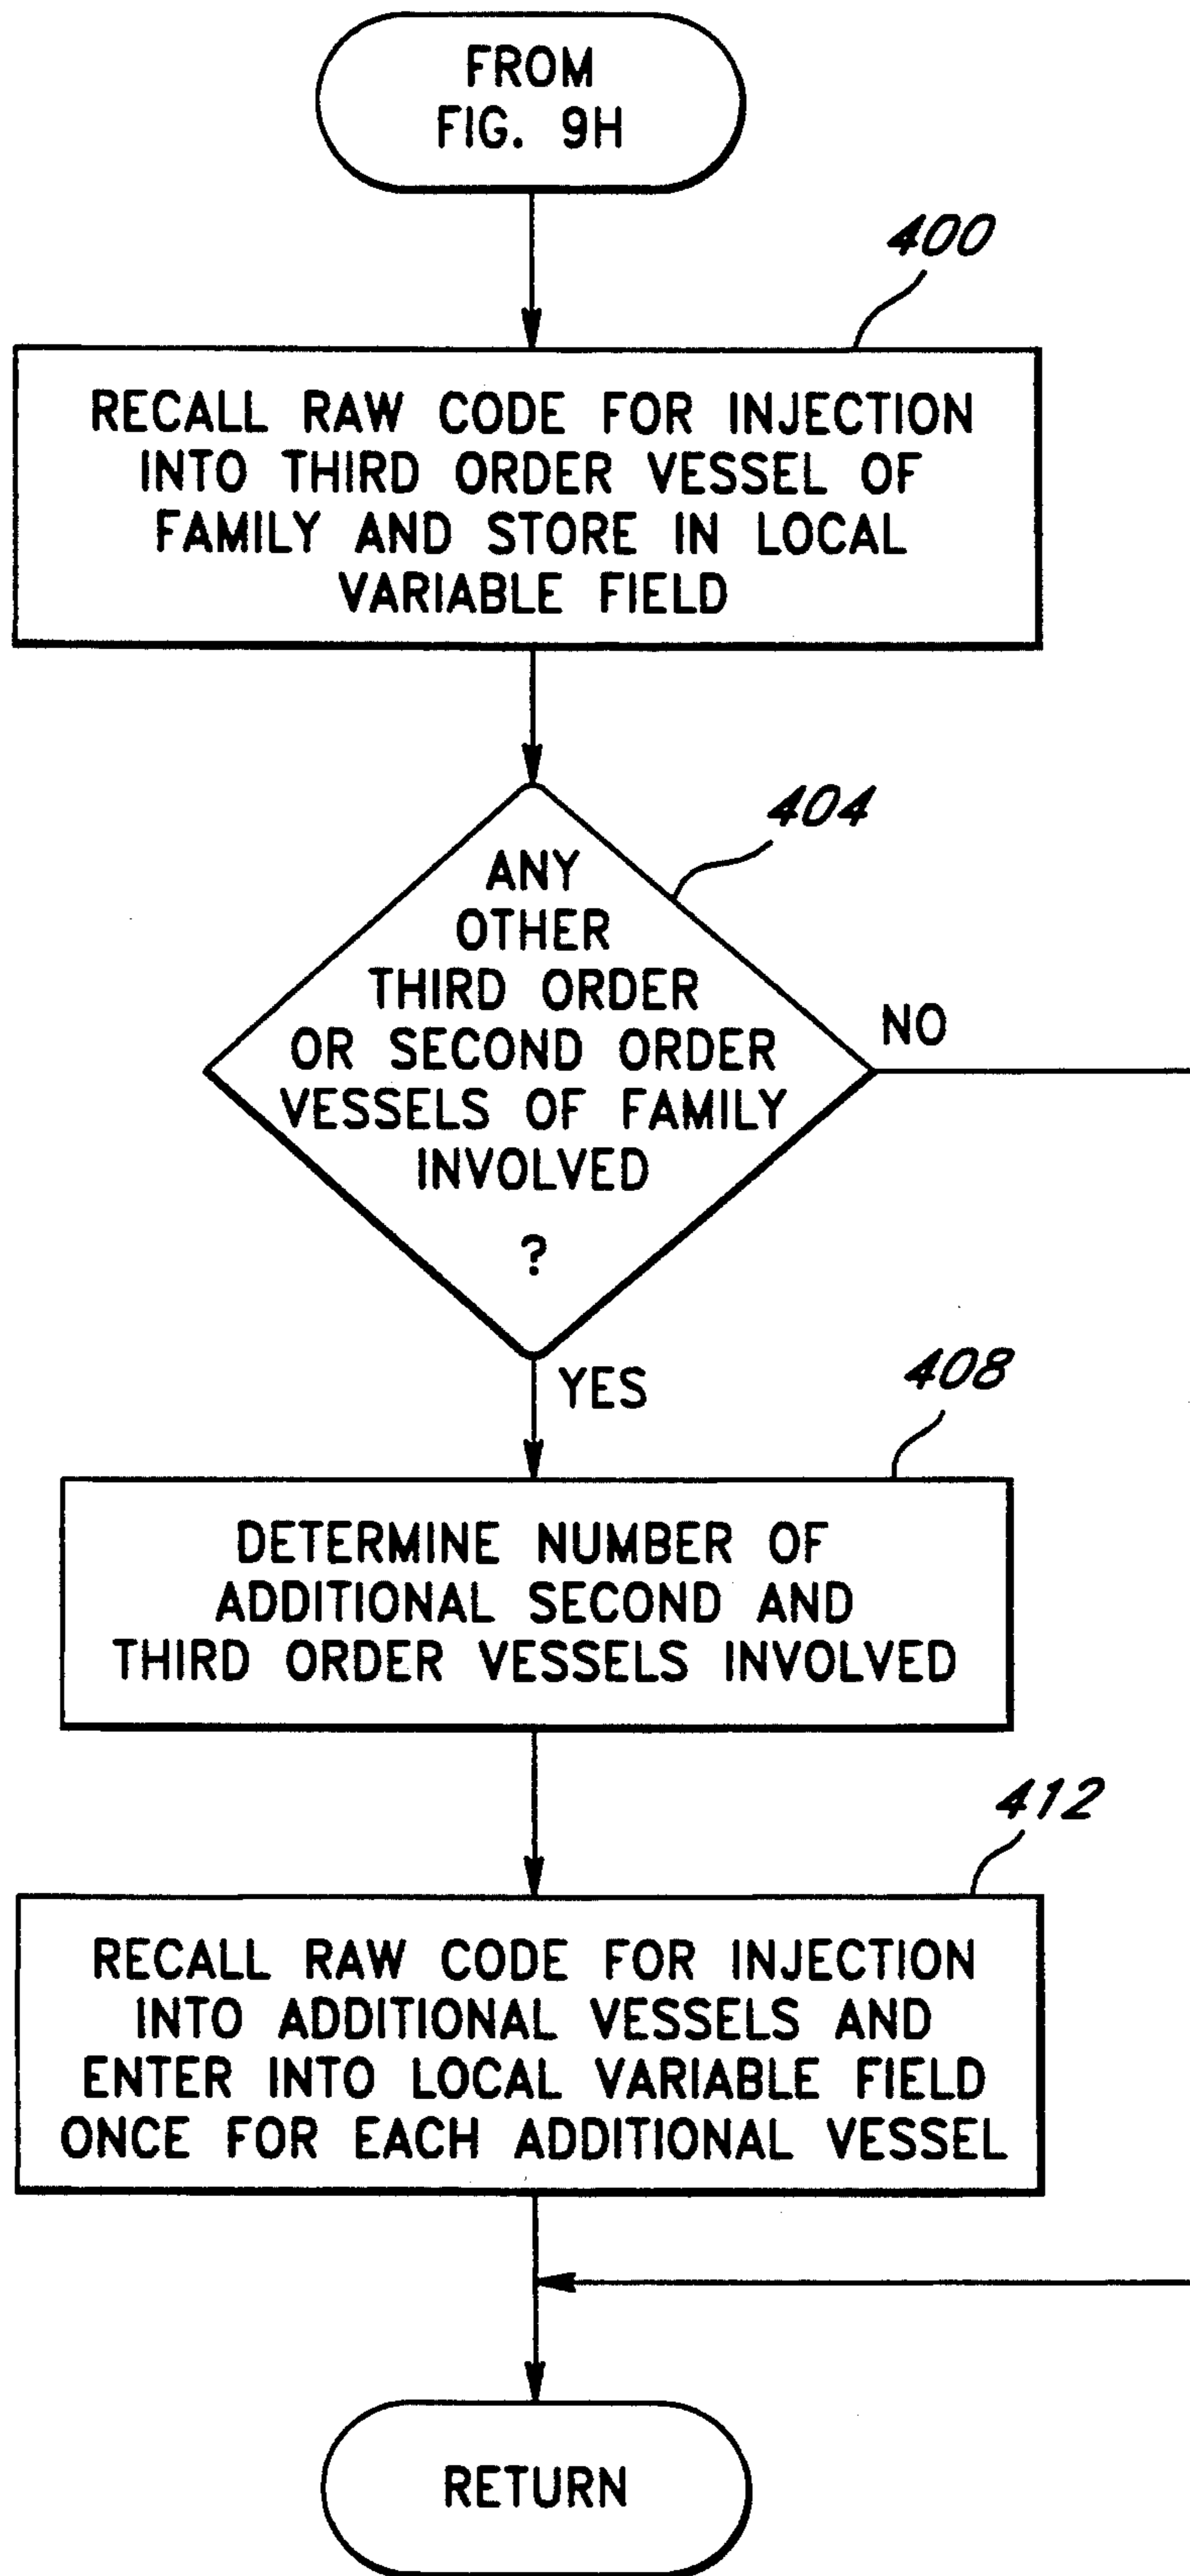 FROM
FIG. 9H
400
RECALL RAW CODE FOR INJECTION
INTO THIRD ORDER VESSEL OF
FAMILY AND STORE IN LOCAL
VARIABLE FIELD
404
ANY
OTHER
THIRD ORDER
OR SECOND ORDER
VESSELS OF FAMILY
INVOLVED
?
NO
YES
408
DETERMINE NUMBER OF
ADDITIONAL SECOND AND
THIRD ORDER VESSELS INVOLVED
412
RECALL RAW CODE FOR INJECTION
INTO ADDITIONAL VESSELS AND
ENTER INTO LOCAL VARIABLE FIELD
ONCE FOR EACH ADDITIONAL VESSEL
RETURN